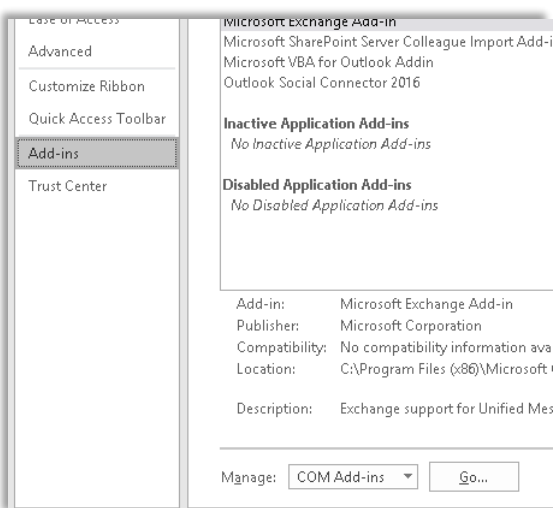 Ease of Access
Advanced
Customize Ribbon
Quick Access Toolbar
Add-ins
Trust Center
Microsoft Exchange Add-in
Microsoft SharePoint Server Colleague Import Add-i
Microsoft VBA for Outlook Addin
Outlook Social Connector 2016
Inactive Application Add-ins
No Inactive Application Add-ins
Disabled Application Add-ins
No Disabled Application Add-ins
Add-in: Microsoft Exchange Add-in
Publisher: Microsoft Corporation
Compatibility: No compatibility information ava
Location: C:\Program Files (x86)\Microsoft
Description: Exchange support for Unified Mes
Manage: COM Add-ins Go...